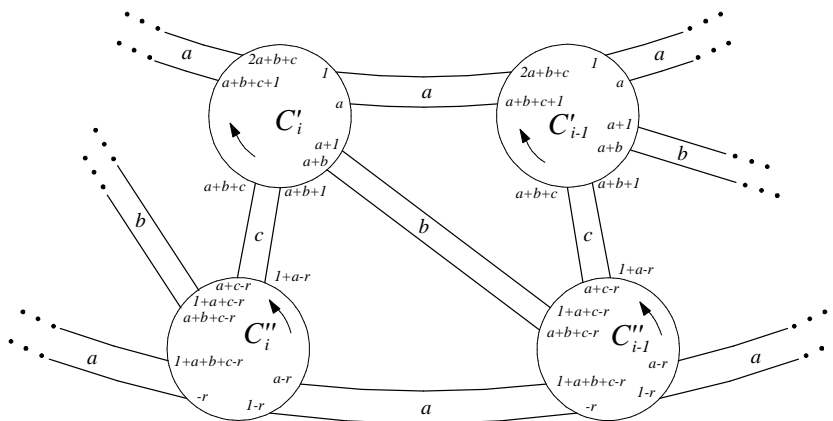 a
2a+b+c
1
a+b+c+1
a
C'i
a+1
a+b
a+b+c
a+b+1
a
2a+b+c
1
a
a+b+c+1
a
C'i-1
a+1
a+b
a+b+c
a+b+1
b
b
c
b
c
a+c-r
1+a-r
1+a+c-r
a+b+c-r
C''i
1+a+b+c-r
a-r
-r
1-r
a
a
a+c-r
1+a-r
1+a+c-r
a+b+c-r
C''i-1
a-r
1+a+b+c-r
-r
1-r
a